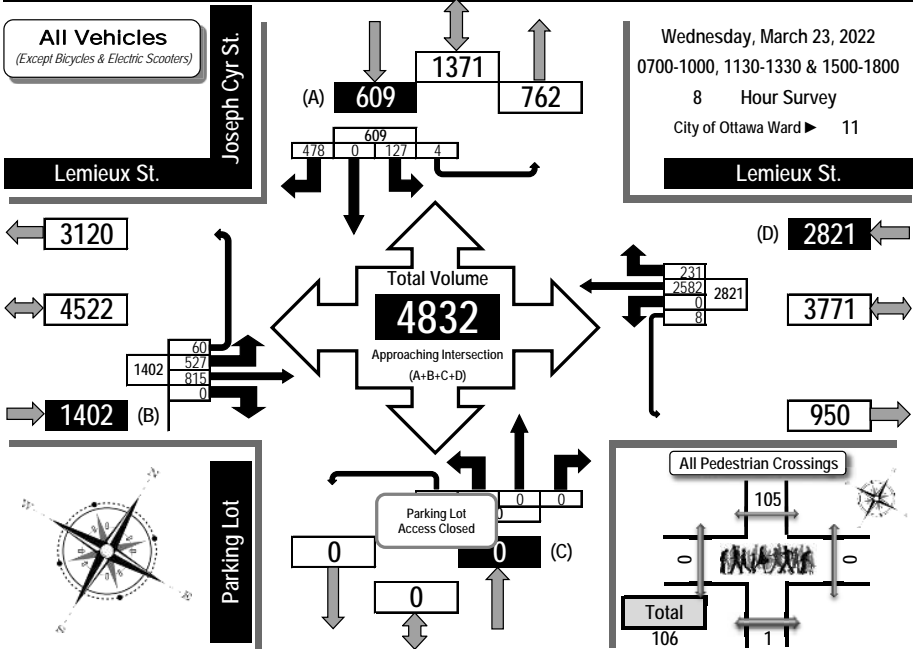 All Vehicles
(Except Bicycles & Electric Scooters)
Joseph Cyr St.
Lemieux St.
(A)
609
1371
762
Wednesday, March 23, 2022
0700-1000, 1130-1330 & 1500-1800
8 Hour Survey
City of Ottawa Ward ► 11
Lemieux St.
609
478 0 127 4
3120
4522
1402 (B)
1402
60
527
815
0
Total Volume
4832
Approaching Intersection
(A+B+C+D)
(D) 2821
3771
950
231
2582
0
8
2821
Parking Lot
0 0
Parking Lot
Access Closed
0
0 (C)
0
All Pedestrian Crossings
105
0
0
Total
106
1